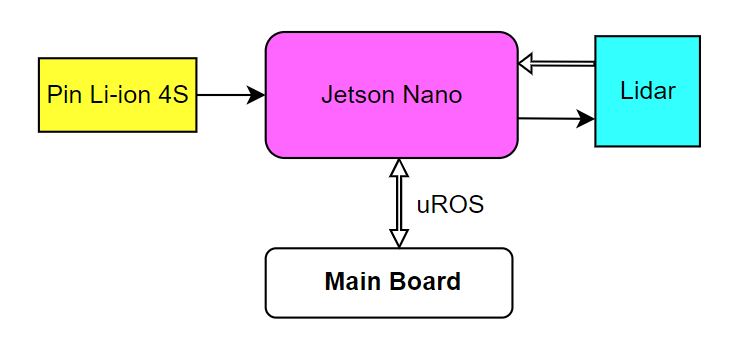 Pin Li-ion 4S
Jetson Nano
Lidar
uROS
Main Board